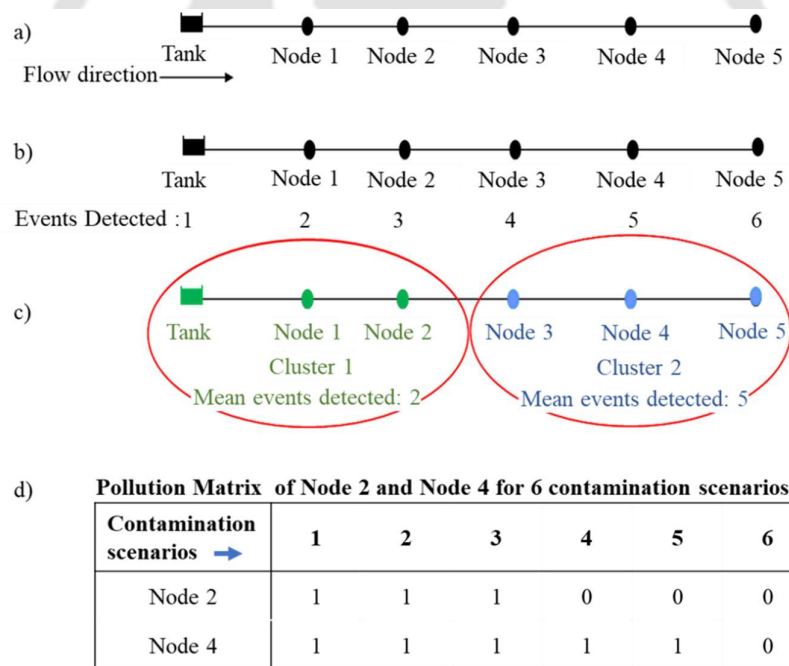 a)
Tank Node 1 Node 2 Node 3 Node 4 Node 5
Flow direction
b)
Tank Node 1 Node 2 Node 3 Node 4 Node 5
Events Detected : 1 2 3 4 5 6
c)
Tank Node 1 Node 2 Node 3 Node 4 Node 5
Cluster 1 Cluster 2
Mean events detected: 2 Mean events detected: 5
d) Pollution Matrix of Node 2 and Node 4 for 6 contamination scenarios
Contamination
scenarios 1 2 3 4 5 6
Node 2 1 1 1 0 0 0
Node 4 1 1 1 1 1 0